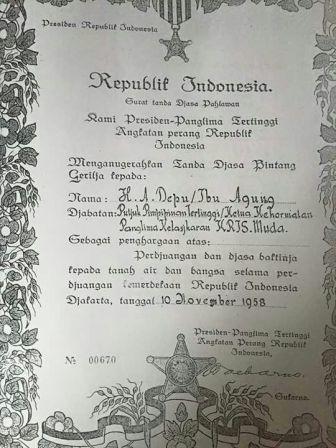 Presiden Republik Indonesia
Republik Indonesia.
Surat tanda Djasa Pahlawan
Kami Presiden-Panglima Tertinggi
Angkatan perang Republik
Indonesia
Menganugerahkan Tanda Djasa Bintang
Gerilja kepada:
Nama: H. A. Depu/Ibu Agung
Djabatan: Putjuk Pimpinan Tertinggi/Ketua Kehormatan
Panglima Kelasjkaran KRIS. Muda.
Sebagai penghargaan atas:
Perdjuangan dan djasa baktinja
kepada tanah air dan bangsa selama per-
djuangan kemerdekaan Republik Indonesia
Djakarta, tanggal 10 November 1958
Presiden-Panglima Tertinggi
Angkatan Perang Republik
Indonesia,
№ 00670
Soekarno.
Sukarno.